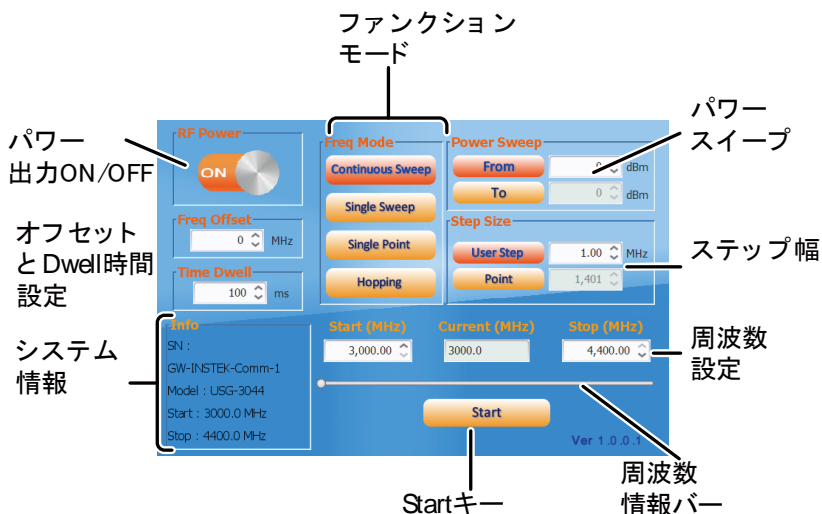 ファンクション
モード
パワー
出力ON/OFF
オフセット
とDwell時間
設定
システム
情報
パワー
スイープ
ステップ幅
周波数
設定
周波数
情報バー
Startキー
RF Power
ON
Freq Offset
0 MHz
Time Dwell
100 ms
Freq Mode
Continuous Sweep
Single Sweep
Single Point
Hopping
Power Sweep
From 0 dBm
To 0 dBm
Step Size
User Step 1.00 MHz
Point 1,401
Info
SN :
GW-INSTEK-Comm-1
Model : USG-3044
Start : 3000.0 MHz
Stop : 4400.0 MHz
Start (MHz) Current (MHz) Stop (MHz)
3,000.00 3000.0 4,400.00
Start
Ver 1.0.0.1